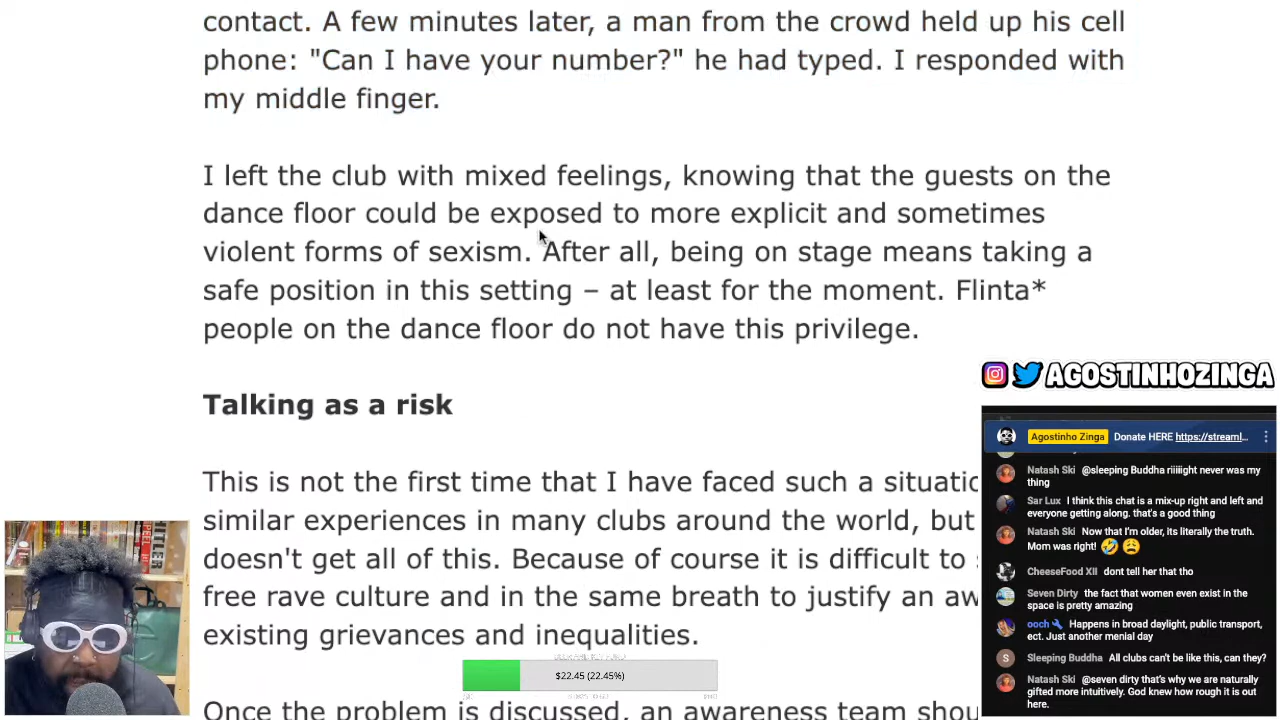 contact. A few minutes later, a man from the crowd held up his cell
phone: "Can I have your number?" he had typed. I responded with
my middle finger.
I left the club with mixed feelings, knowing that the guests on the
dance floor could be exposed to more explicit and sometimes
violent forms of sexism. After all, being on stage means taking a
safe position in this setting – at least for the moment. Flinta*
people on the dance floor do not have this privilege.
Talking as a risk
This is not the first time that I have faced such a situatio
similar experiences in many clubs around the world, but
doesn't get all of this. Because of course it is difficult to
free rave culture and in the same breath to justify an aw
existing grievances and inequalities.
Once the problem is discussed, an awareness team shou
AGOSTINHOZINGA
Agostinho Zinga Donate HERE https://streaml...
Natash Ski @sleeping Buddha riiiiight never was my
thing
Sar Lux I think this chat is a mix-up right and left and
everyone getting along. that's a good thing
Natash Ski Now that I'm older, its literally the truth.
Mom was right! 🤣😩
CheeseFood XII dont tell her that tho
Seven Dirty the fact that women even exist in the
space is pretty amazing
ooch Happens in broad daylight, public transport,
ect. Just another menial day
Sleeping Buddha All clubs can't be like this, can they?
Natash Ski @seven dirty that's why we are naturally
gifted more intuitively. God knew how rough it is out
here.
$22.45 (22.45%)
HITLER